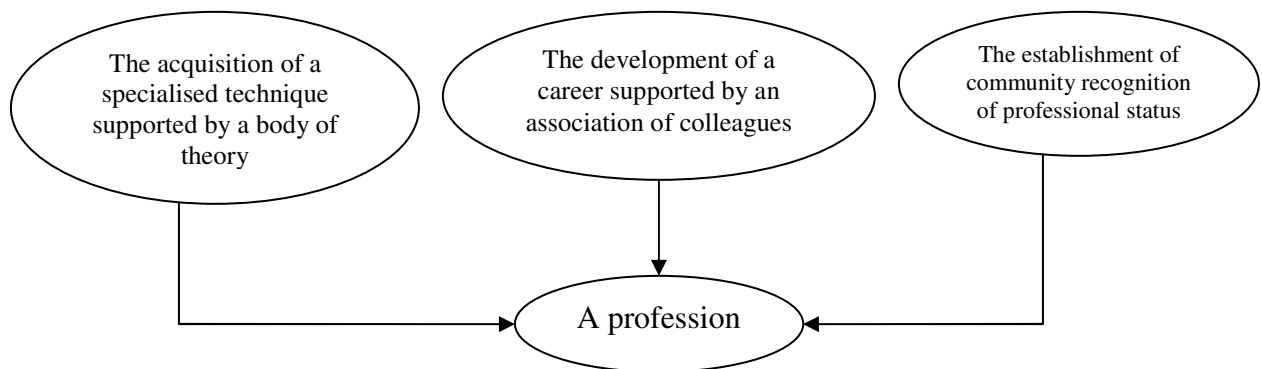 The acquisition of a
specialised technique
supported by a body of
theory
The development of a
career supported by an
association of colleagues
The establishment of
community recognition
of professional status
A profession